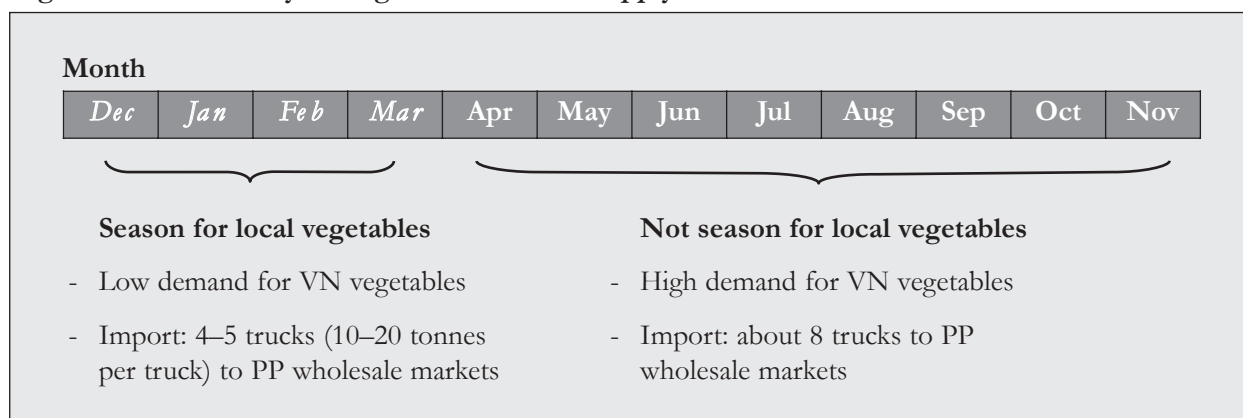 Month
Dec Jan Feb Mar Apr May Jun Jul Aug Sep Oct Nov
Season for local vegetables
- Low demand for VN vegetables
- Import: 4–5 trucks (10–20 tonnes
per truck) to PP wholesale markets
Not season for local vegetables
- High demand for VN vegetables
- Import: about 8 trucks to PP
wholesale markets